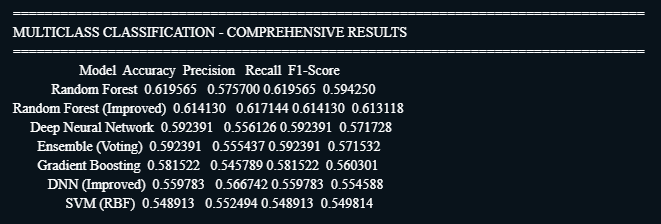 ================================================================================
MULTICLASS CLASSIFICATION - COMPREHENSIVE RESULTS
================================================================================
Model Accuracy Precision Recall F1-Score
Random Forest 0.619565 0.575700 0.619565 0.594250
Random Forest (Improved) 0.614130 0.617144 0.614130 0.613118
Deep Neural Network 0.592391 0.556126 0.592391 0.571728
Ensemble (Voting) 0.592391 0.555437 0.592391 0.571532
Gradient Boosting 0.581522 0.545789 0.581522 0.560301
DNN (Improved) 0.559783 0.566742 0.559783 0.554588
SVM (RBF) 0.548913 0.552494 0.548913 0.549814